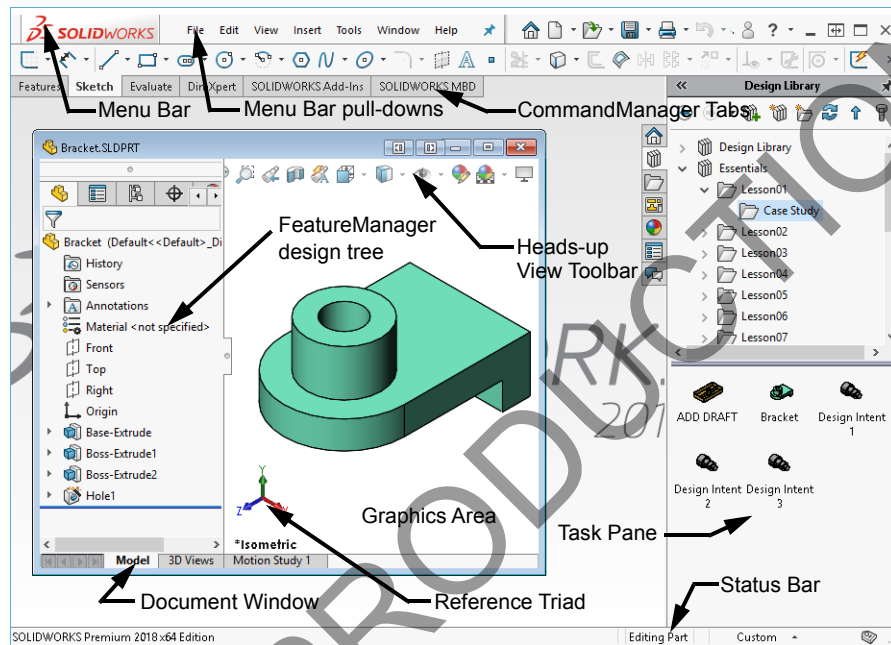 SOLIDWORKS File Edit View Insert Tools Window Help
Features Sketch Evaluate DimXpert SOLIDWORKS Add-Ins SOLIDWORKS MBD
Design Library
Menu Bar
Menu Bar pull-downs
CommandManager Tabs
Bracket.SLDPRT
Design Library
Essentials
Lesson01
Case Study
Lesson02
Lesson03
Lesson04
Lesson05
Lesson06
Lesson07
FeatureManager
design tree
Heads-up
View Toolbar
Bracket (Default<<Default>_Di
History
Sensors
Annotations
Material <not specified>
Front
Top
Right
Origin
Base-Extrude
Boss-Extrude1
Boss-Extrude2
Hole1
Y
Z
Graphics Area
*Isometric
Model 3D Views Motion Study 1
ADD DRAFT Bracket Design Intent
1
Design Intent Design Intent
2 3
Task Pane
Status Bar
Document Window
Reference Triad
SOLIDWORKS Premium 2018 x64 Edition
Editing Part Custom
PRODUCTION